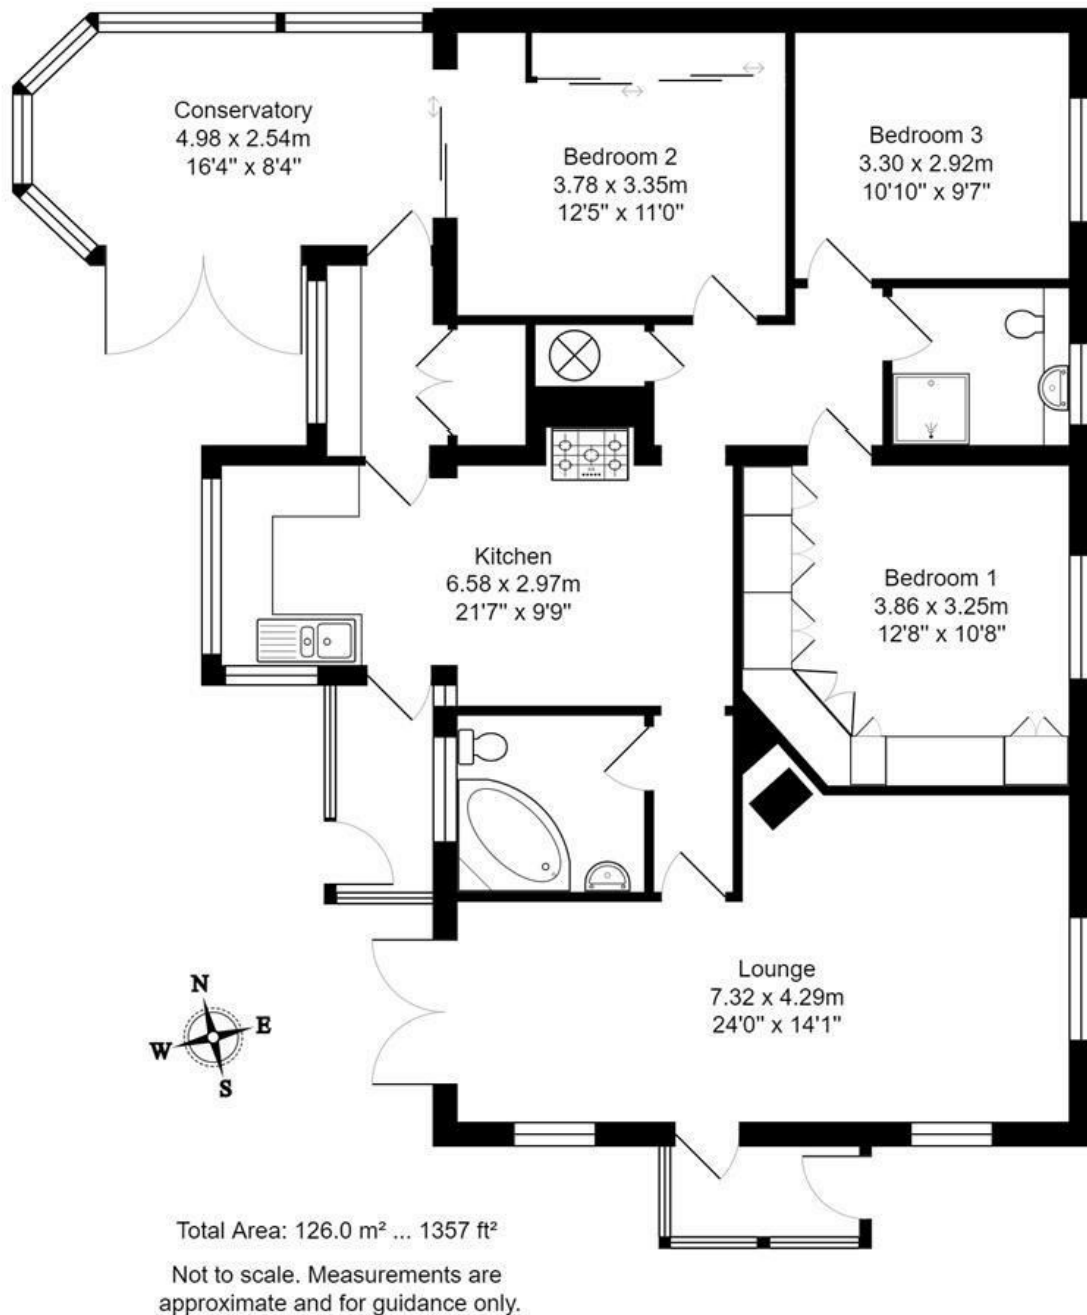 Conservatory
4.98 x 2.54m
16'4" x 8'4"
Bedroom 2
3.78 x 3.35m
12'5" x 11'0"
Bedroom 3
3.30 x 2.92m
10'10" x 9'7"
Kitchen
6.58 x 2.97m
21'7" x 9'9"
Bedroom 1
3.86 x 3.25m
12'8" x 10'8"
Lounge
7.32 x 4.29m
24'0" x 14'1"
N
E
W
S
Total Area: 126.0 m² ... 1357 ft²
Not to scale. Measurements are
approximate and for guidance only.